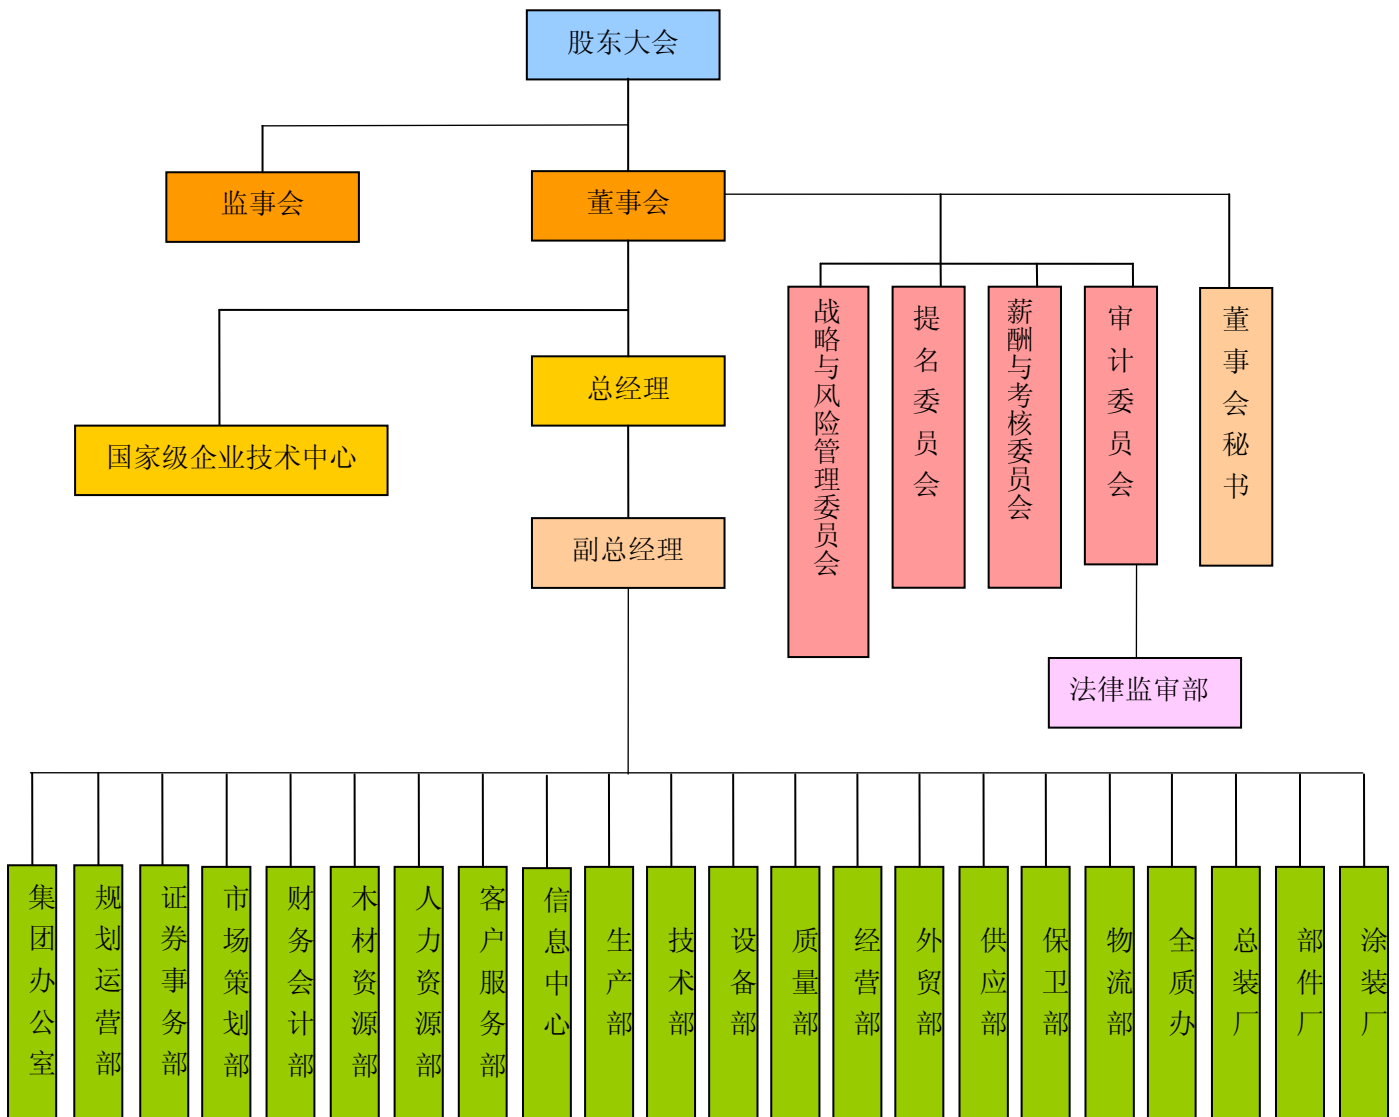 股东大会
监事会
董事会
战略与风险管理委员会
提名委员会
薪酬与考核委员会
审计委员会
董事会秘书
总经理
国家级企业技术中心
副总经理
法律监审部
集团办公室
规划运营部
证券事务部
市场策划部
财务会计部
木材资源部
人力资源部
客户服务部
信息中心
生产部
技术部
设备部
质量部
经营部
外贸部
供应部
保卫部
物流部
全质办
总装厂
部件厂
涂装厂